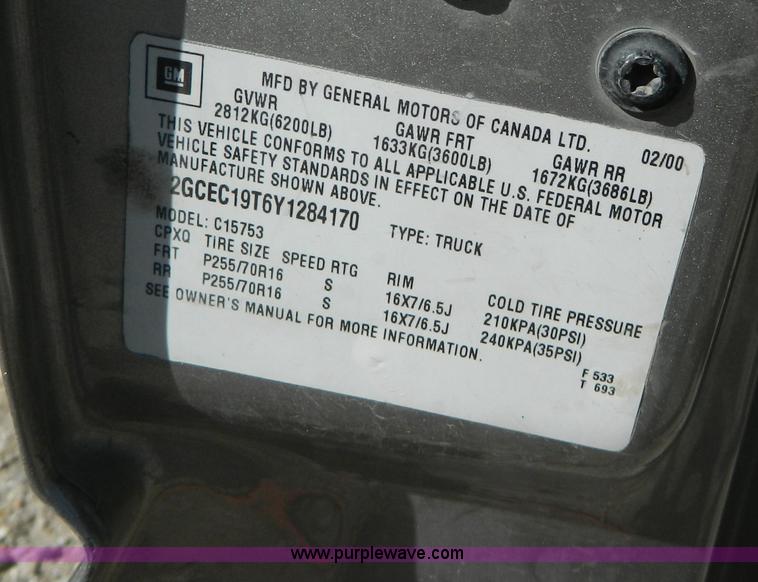 GM
MFD BY GENERAL MOTORS OF CANADA LTD.
02/00
GVWR GAWR FRT GAWR RR
2812KG(6200LB) 1633KG(3600LB) 1672KG(3686LB)
THIS VEHICLE CONFORMS TO ALL APPLICABLE U.S. FEDERAL MOTOR
VEHICLE SAFETY STANDARDS IN EFFECT ON THE DATE OF
MANUFACTURE SHOWN ABOVE.
2GCEC19T6Y1284170 TYPE: TRUCK
MODEL: C15753
CPXQ TIRE SIZE SPEED RTG RIM COLD TIRE PRESSURE
FRT P255/70R16 S 16X7/6.5J 210KPA(30PSI)
RR P255/70R16 S 16X7/6.5J 240KPA(35PSI)
SEE OWNER'S MANUAL FOR MORE INFORMATION.
F 533
T 693
www.purplewave.com